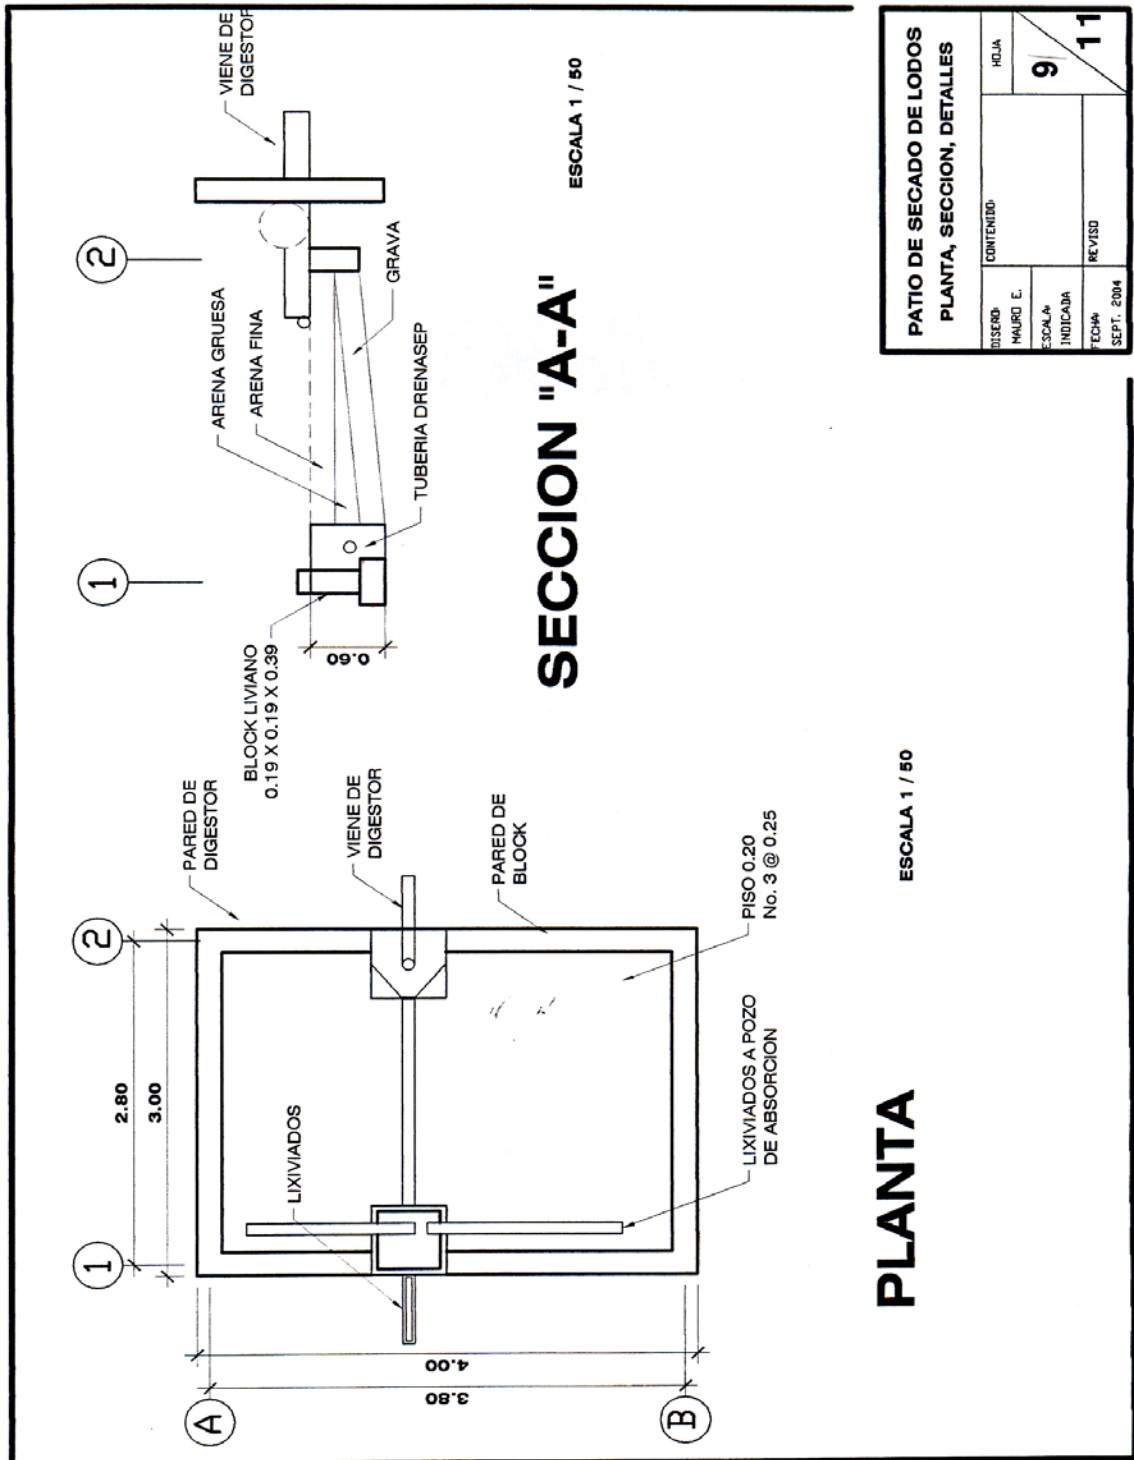 1
2
2.80
3.00
A
B
3.80
4.00
PARED DE
DIGESTOR
VIENE DE
DIGESTOR
PARED DE
BLOCK
LIXIVIADOS
PISO 0.20
No. 3 @ 0.25
LIXIVIADOS A POZO
DE ABSORCION
PLANTA
ESCALA 1 / 50
1
2
VIENE DE
DIGESTOR
ARENA GRUESA
ARENA FINA
GRAVA
TUBERIA DRENASEP
BLOCK LIVIANO
0.19 X 0.19 X 0.39
0.60
SECCION "A-A"
ESCALA 1 / 50
PATIO DE SECADO DE LODOS
PLANTA, SECCION, DETALLES
DISEÑO:
MAURO E.
CONTENIDO:
HOJA
9
11
ESCALA:
INDICADA
FECHA:
SEPT. 2004
REVISO